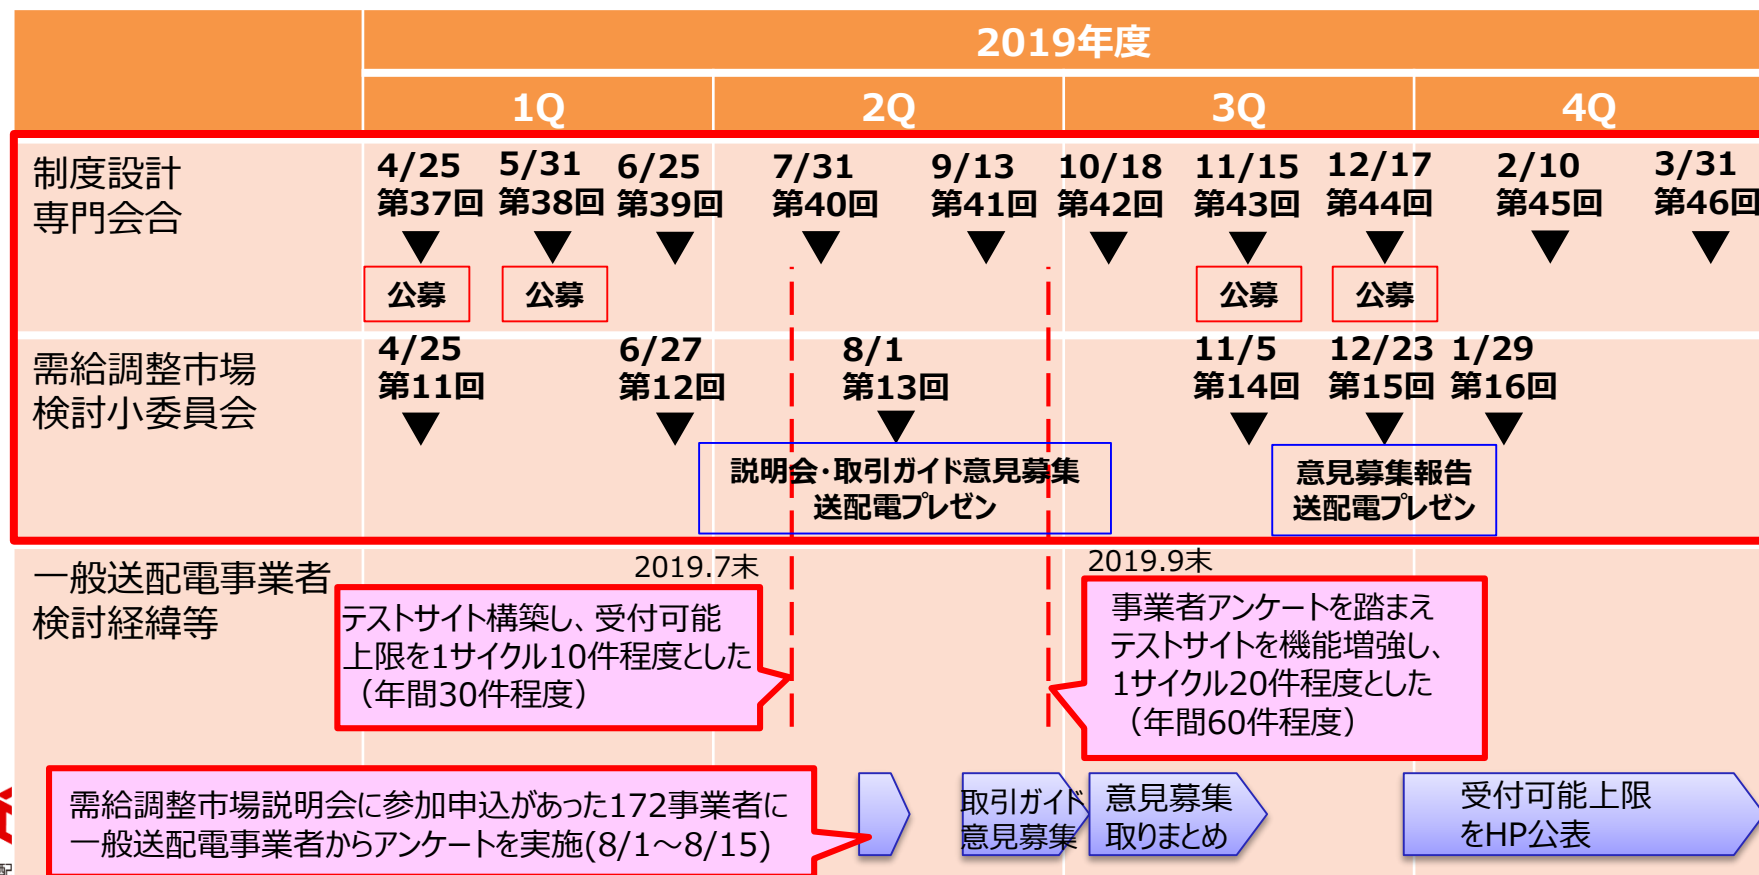 2019年度
1Q
2Q
3Q
4Q
制度設計
専門会合
4/25
第37回
5/31
第38回
6/25
第39回
7/31
第40回
9/13
第41回
10/18
第42回
11/15
第43回
12/17
第44回
2/10
第45回
3/31
第46回
公募
公募
公募
公募
需給調整市場
検討小委員会
4/25
第11回
6/27
第12回
8/1
第13回
11/5
第14回
12/23
第15回
1/29
第16回
説明会・取引ガイド意見募集
送配電プレゼン
意見募集報告
送配電プレゼン
一般送配電事業者
検討経緯等
2019.7末
テストサイト構築し、受付可能
上限を1サイクル10件程度とした
（年間30件程度）
2019.9末
事業者アンケートを踏まえ
テストサイトを機能増強し、
1サイクル20件程度とした
（年間60件程度）
需給調整市場説明会に参加申込があった172事業者に
一般送配電事業者からアンケートを実施(8/1～8/15)
取引ガイド
意見募集
意見募集
取りまとめ
受付可能上限
をHP公表